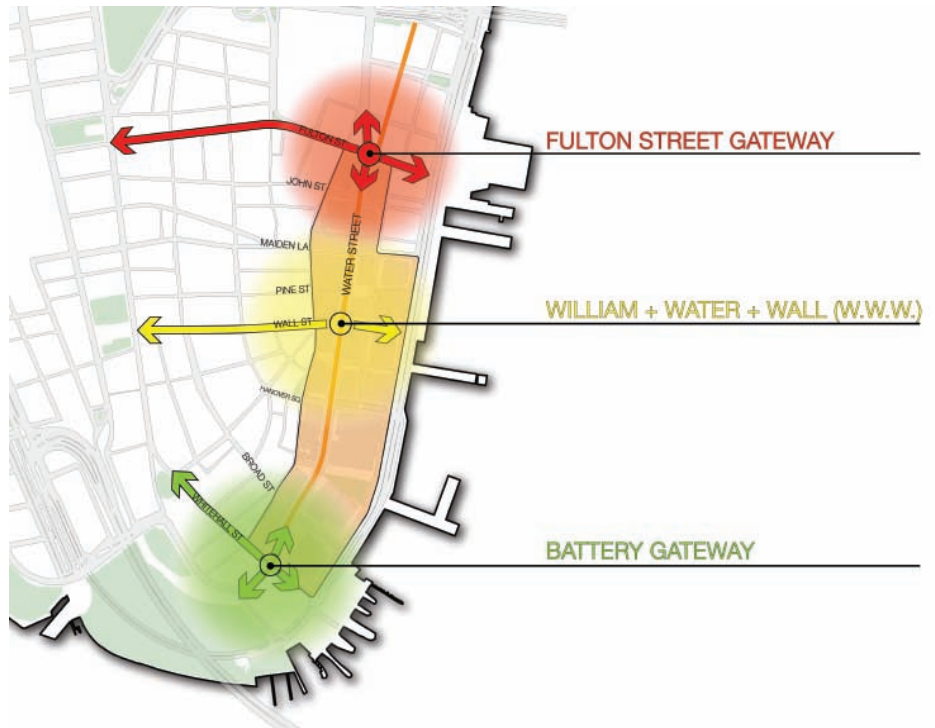 FULTON ST
FULTON STREET GATEWAY
JOHN ST
WATER STREET
MAIDEN LA
PINE ST
WILLIAM + WATER + WALL (W.W.W.)
WALL ST
HANOVER SQ
BROAD ST
WHITEHALL ST
BATTERY GATEWAY